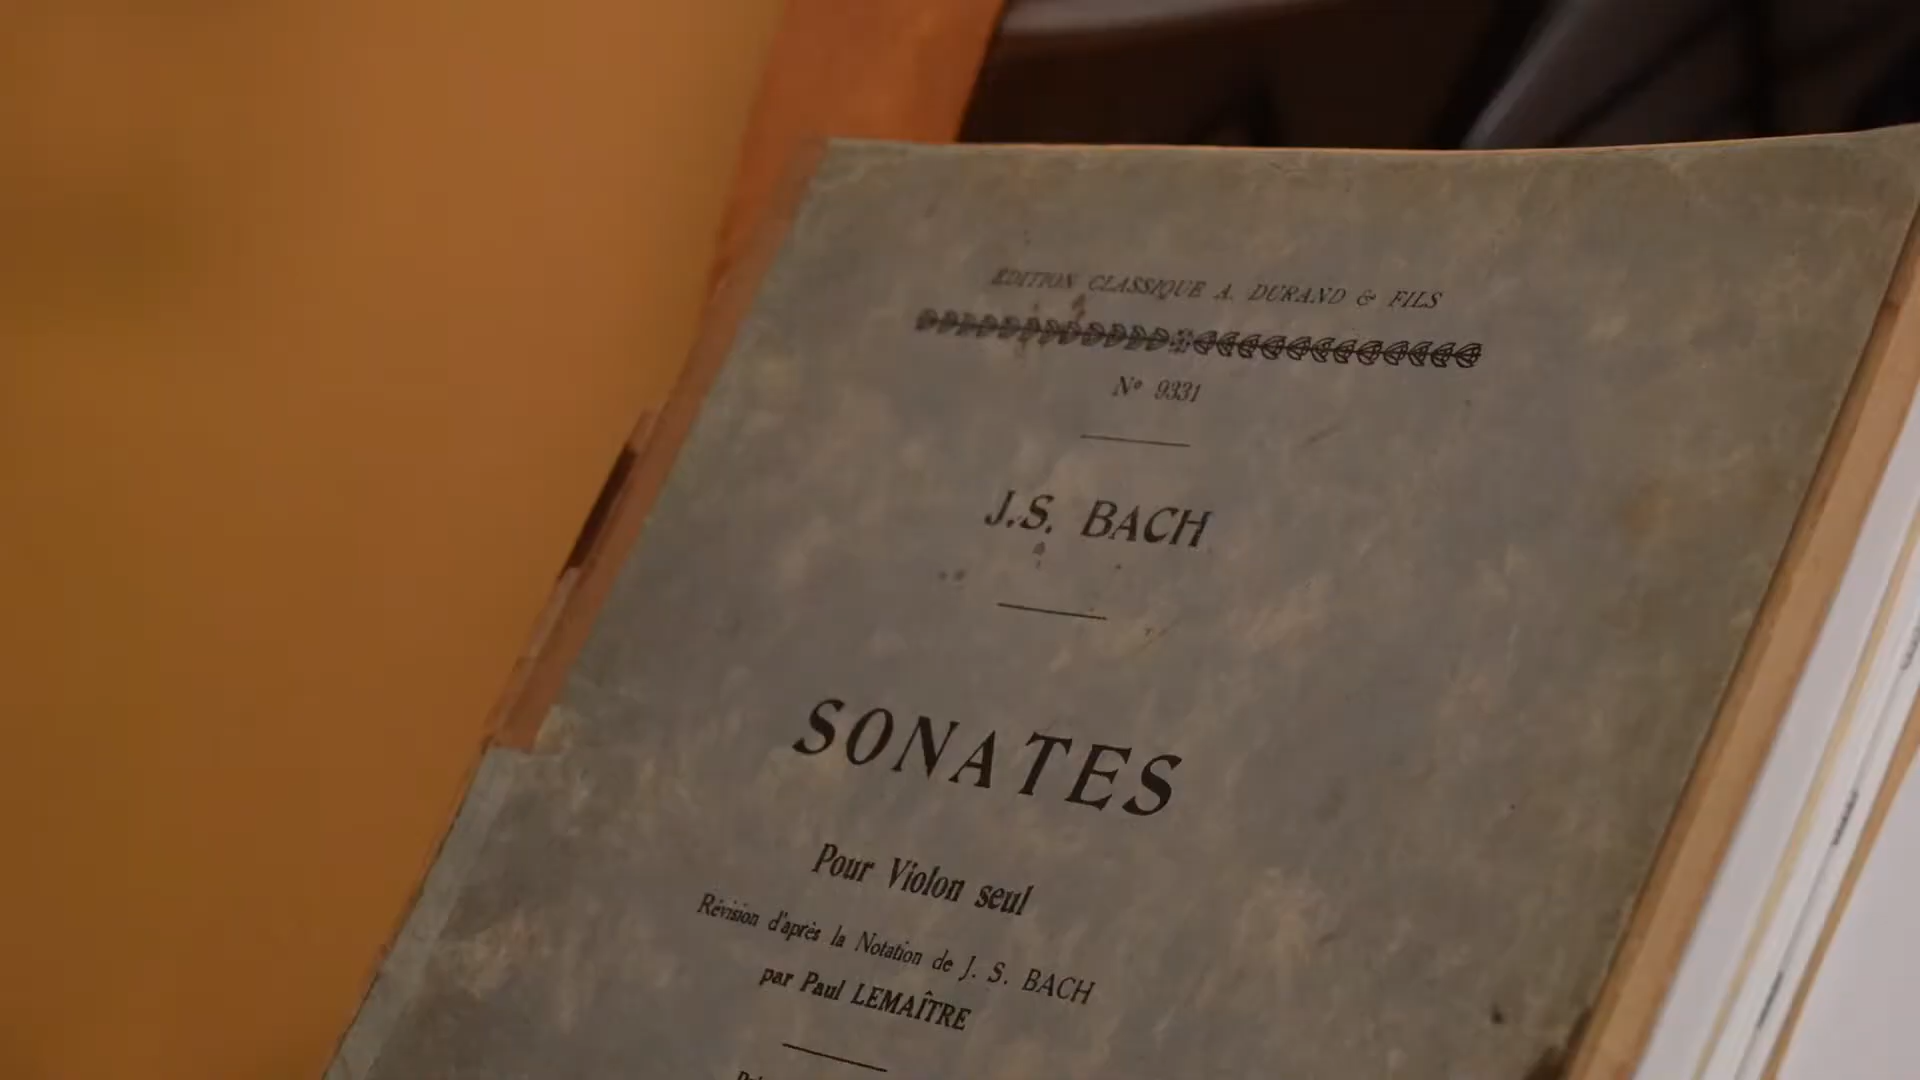 EDITION CLASSIQUE A. DURAND & FILS
Nº 9331
J.S. BACH
SONATES
Pour Violon seul
Révision d'après la Notation de J. S. BACH
par Paul LEMAÎTRE